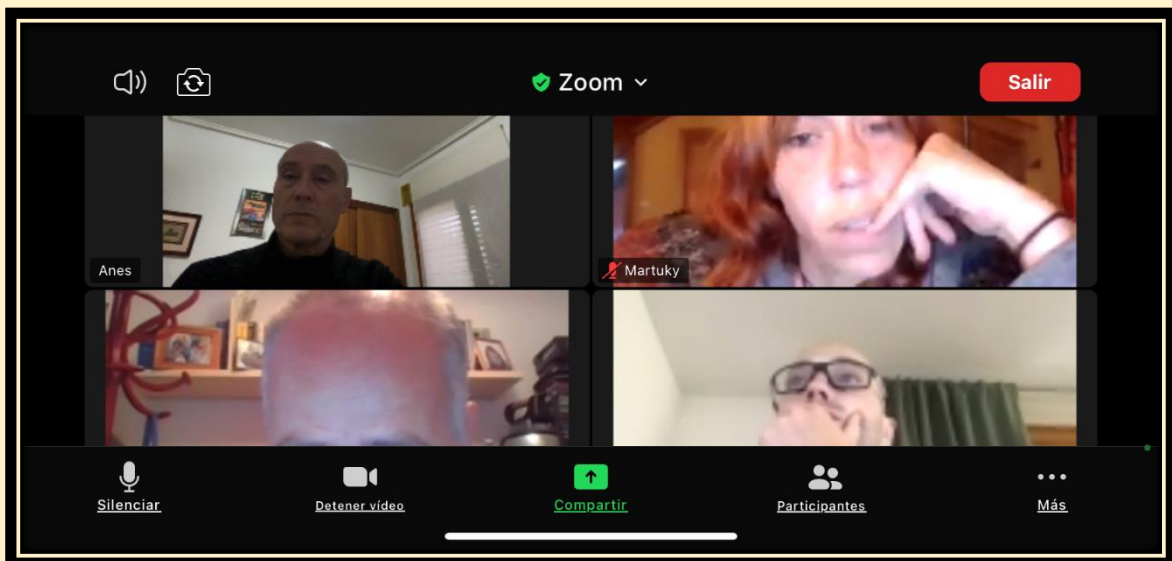 Zoom
Salir
Anes
Martuky
Silenciar
Detener vídeo
Compartir
Participantes
Más